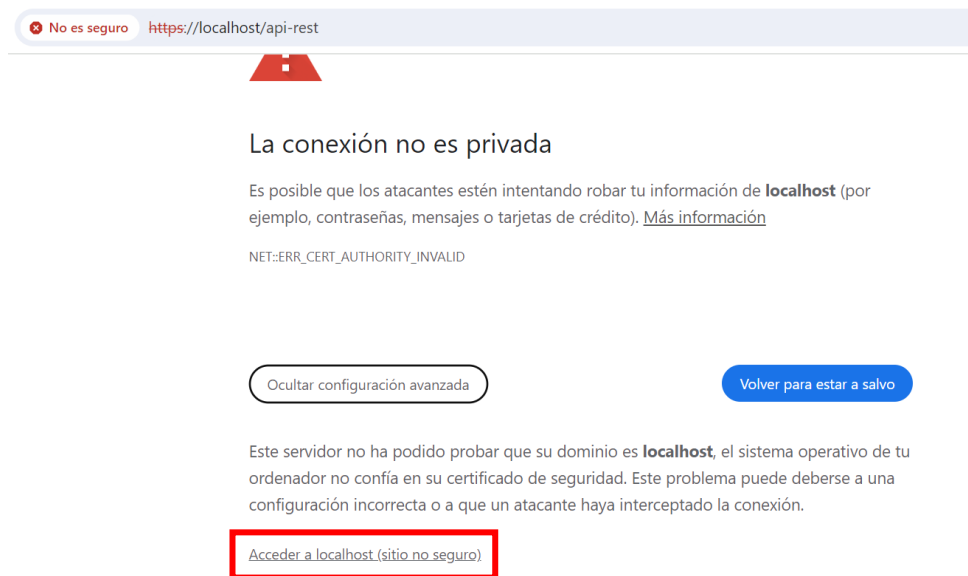 No es seguro https://localhost/api-rest
La conexión no es privada
Es posible que los atacantes estén intentando robar tu información de localhost (por
ejemplo, contraseñas, mensajes o tarjetas de crédito). Más información
NET::ERR_CERT_AUTHORITY_INVALID
Ocultar configuración avanzada Volver para estar a salvo
Este servidor no ha podido probar que su dominio es localhost, el sistema operativo de tu
ordenador no confía en su certificado de seguridad. Este problema puede deberse a una
configuración incorrecta o a que un atacante haya interceptado la conexión.
Acceder a localhost (sitio no seguro)